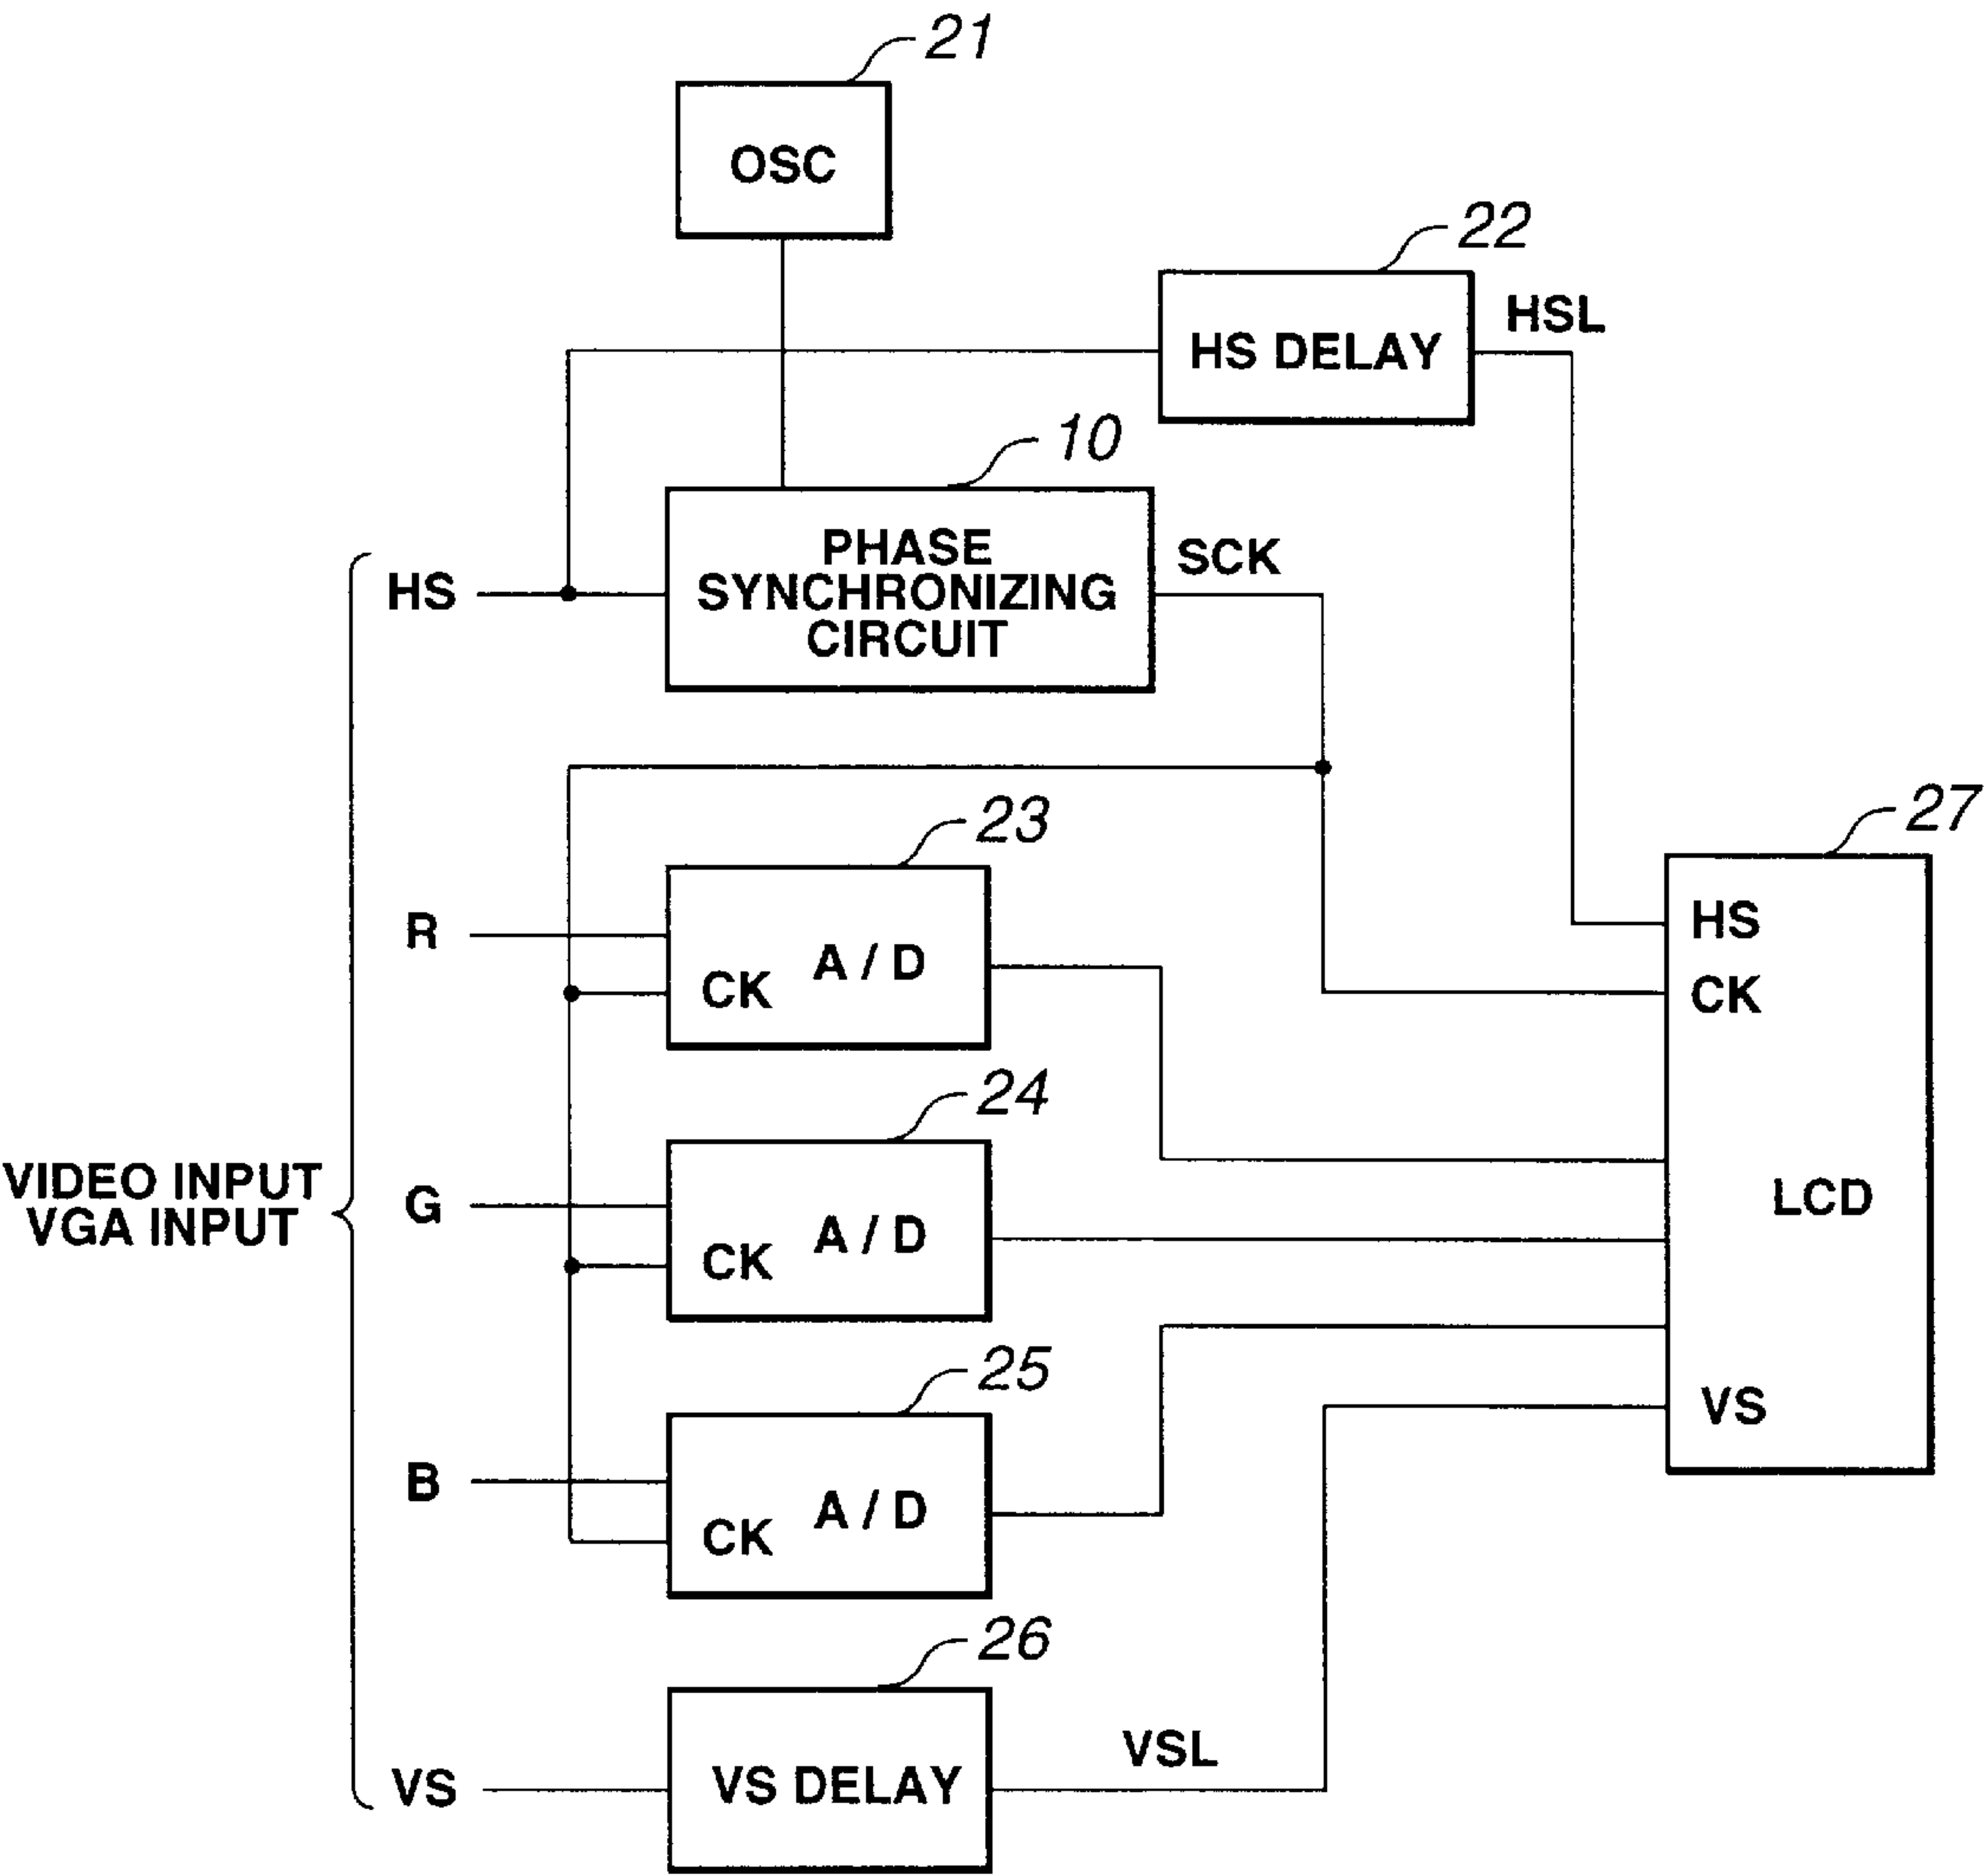 21
OSC
22
HS DELAY
HSL
10
PHASE
SYNCHRONIZING
CIRCUIT
SCK
HS
23
27
R
CK A / D
HS
CK
24
VIDEO INPUT
VGA INPUT
G
CK A / D
LCD
25
VS
B
CK A / D
26
VS
VS DELAY
VSL